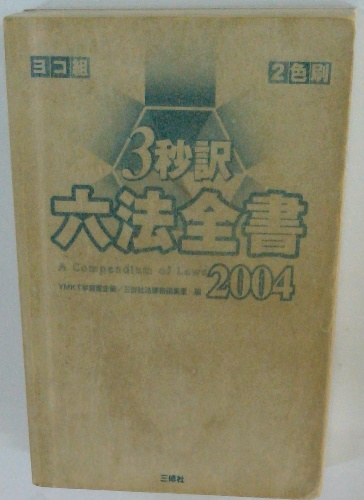 ヨコ組
2色刷
3秒訳
六法全書
A Compendium of Laws
2004
三修社